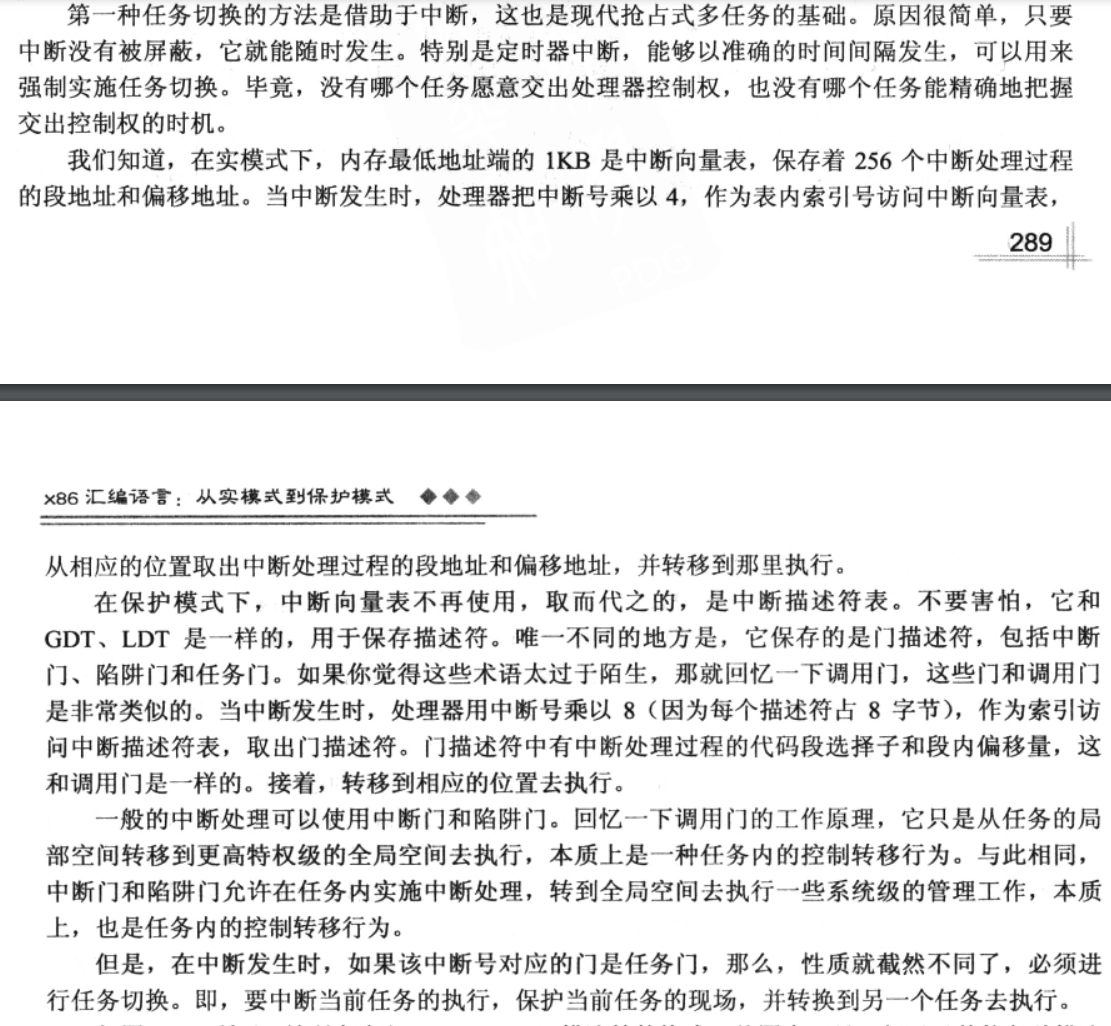 第一种任务切换的方法是借助于中断，这也是现代抢占式多任务的基础。原因很简单，只要
中断没有被屏蔽，它就能随时发生。特别是定时器中断，能够以准确的时间间隔发生，可以用来
强制实施任务切换。毕竟，没有哪个任务愿意交出处理器控制权，也没有哪个任务能精确地把握
交出控制权的时机。
我们知道，在实模式下，内存最低地址端的 1KB 是中断向量表，保存着 256 个中断处理过程
的段地址和偏移地址。当中断发生时，处理器把中断号乘以 4，作为表内索引号访问中断向量表，
289
x86 汇编语言：从实模式到保护模式 ◆◆◆
从相应的位置取出中断处理过程的段地址和偏移地址，并转移到那里执行。
在保护模式下，中断向量表不再使用，取而代之的，是中断描述符表。不要害怕，它和
GDT、LDT 是一样的，用于保存描述符。唯一不同的地方是，它保存的是门描述符，包括中断
门、陷阱门和任务门。如果你觉得这些术语太过于陌生，那就回忆一下调用门，这些门和调用门
是非常类似的。当中断发生时，处理器用中断号乘以 8（因为每个描述符占 8 字节），作为索引访
问中断描述符表，取出门描述符。门描述符中有中断处理过程的代码段选择子和段内偏移量，这
和调用门是一样的。接着，转移到相应的位置去执行。
一般的中断处理可以使用中断门和陷阱门。回忆一下调用门的工作原理，它只是从任务的局
部空间转移到更高特权级的全局空间去执行，本质上是一种任务内的控制转移行为。与此相同，
中断门和陷阱门允许在任务内实施中断处理，转到全局空间去执行一些系统级的管理工作，本质
上，也是任务内的控制转移行为。
但是，在中断发生时，如果该中断号对应的门是任务门，那么，性质就截然不同了，必须进
行任务切换。即，要中断当前任务的执行，保护当前任务的现场，并转换到另一个任务去执行。